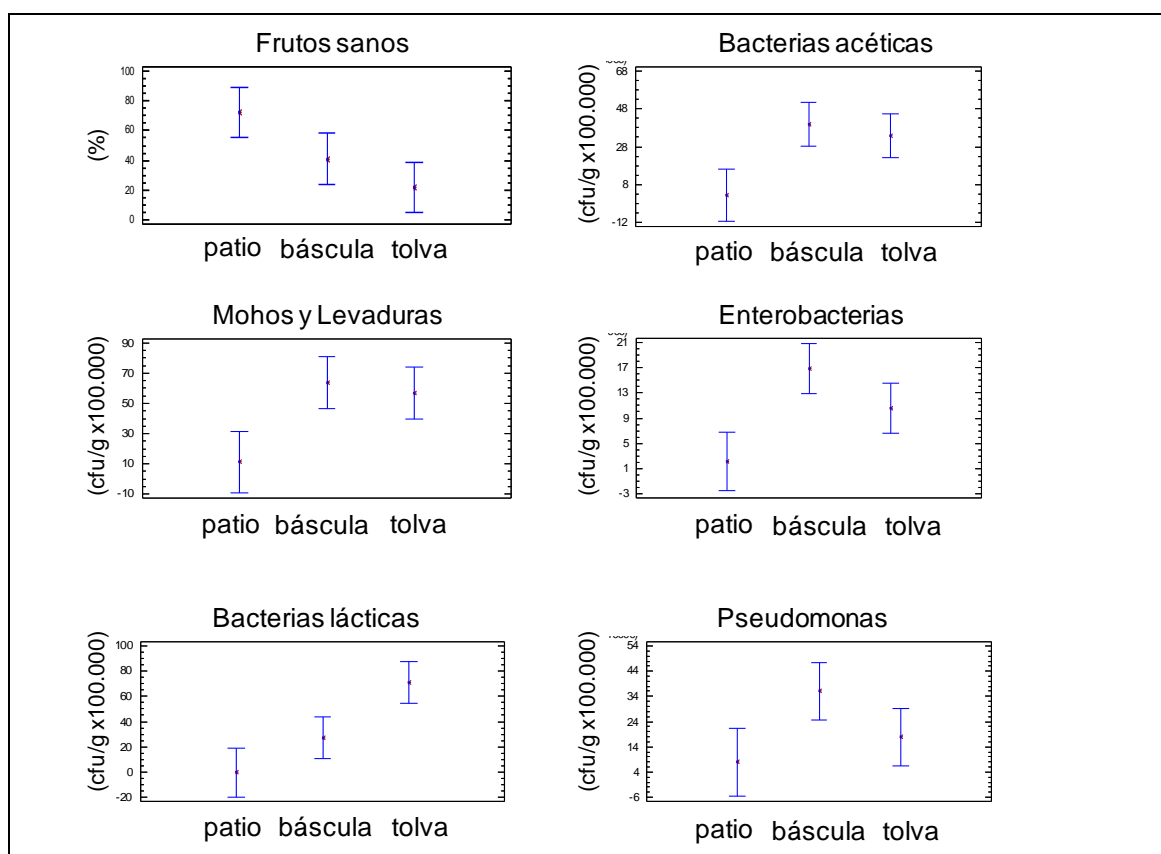 Frutos sanos
100
80
60
40
20
0
(%)
patio báscula tolva
Bacterias acéticas
68
48
28
8
-12
(cfu/g x100.000)
patio báscula tolva
Mohos y Levaduras
90
70
50
30
10
-10
(cfu/g x100.000)
patio báscula tolva
Enterobacterias
21
17
13
9
5
1
-3
(cfu/g x100.000)
patio báscula tolva
Bacterias lácticas
100
80
60
40
20
0
-20
(cfu/g x100.000)
patio báscula tolva
Pseudomonas
54
44
34
24
14
4
-6
(cfu/g x100.000)
patio báscula tolva